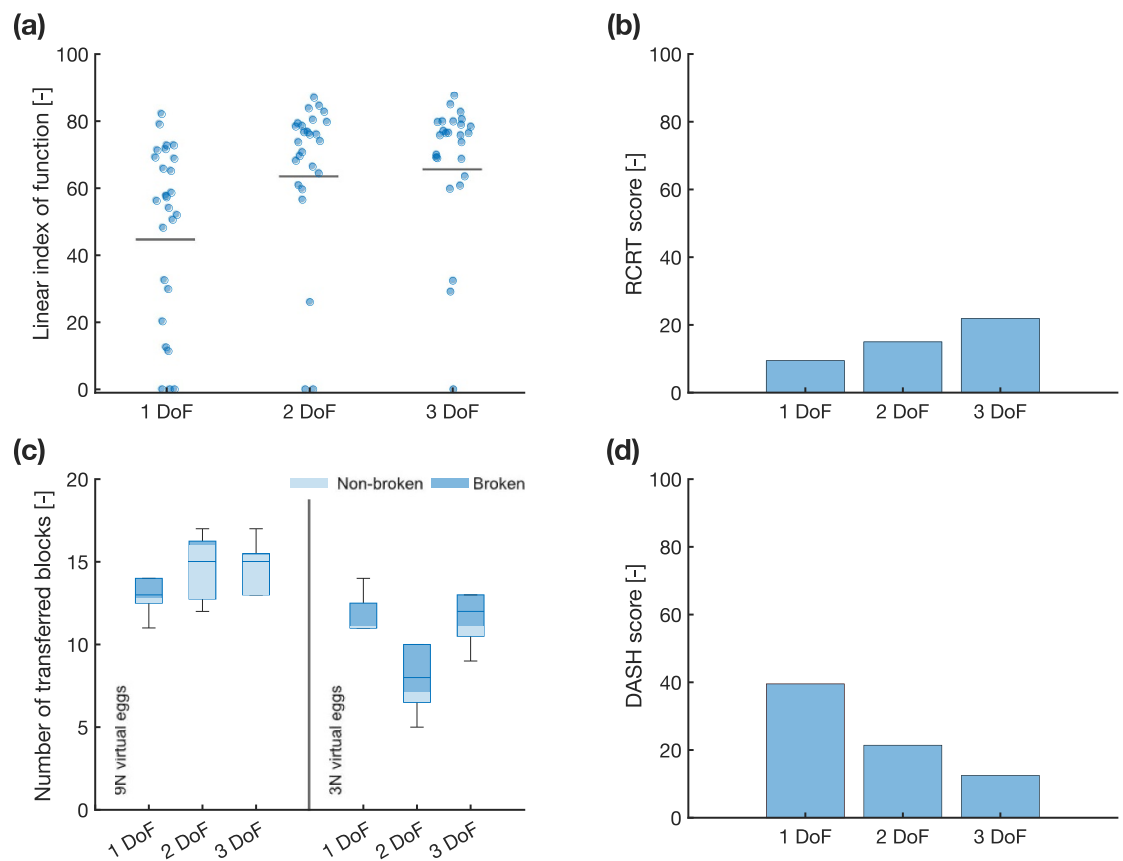 (a)
Linear index of function [-]
100
80
60
40
20
0
1 DoF
2 DoF
3 DoF
(b)
RCRT score [-]
100
80
60
40
20
0
1 DoF
2 DoF
3 DoF
(c)
Number of transferred blocks [-]
20
15
10
5
0
Non-broken
Broken
9N virtual eggs
3N virtual eggs
1 DoF
2 DoF
3 DoF
1 DoF
2 DoF
3 DoF
(d)
DASH score [-]
100
80
60
40
20
0
1 DoF
2 DoF
3 DoF